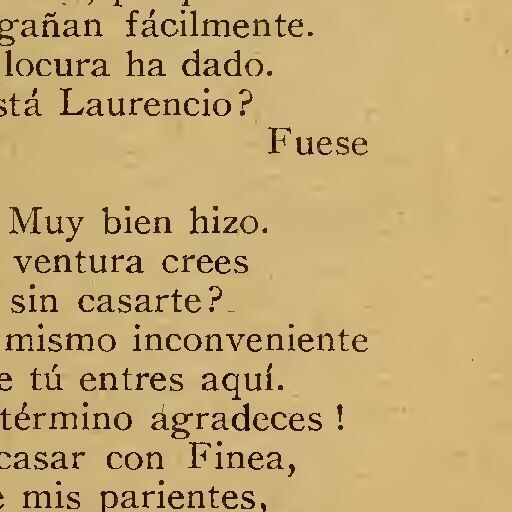 gañan fácilmente.
locura ha dado.
stá Laurencio?
Fuese
Muy bien hizo.
ventura crees
sin casarte?
mismo inconveniente
e tú entres aquí.
término agradeces!
casar con Finea,
e mis parientes,